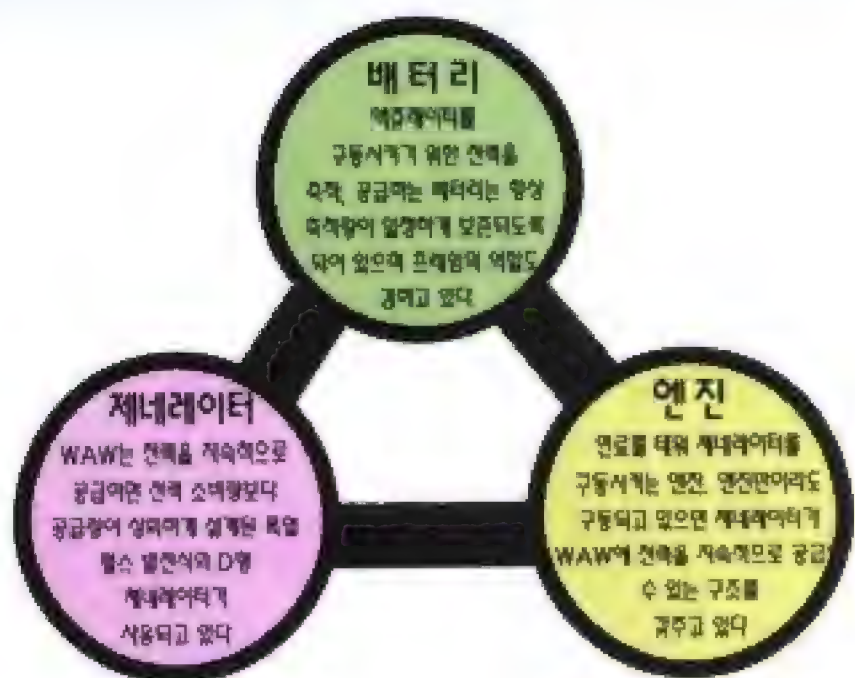 배터리
액츄레이터를
구동시키기 위한 전력을
축적, 공급하는 배터리는 항상
축적량이 일정하게 보존되도록
되어 있으며 프레임의 역할도
겸하고 있다
제네레이터
WAW는 전력을 지속적으로
공급하면 전력 소비량보다
공급량이 상회하게 설계된
펄스 발전식의 D형
제네레이터가
사용되고 있다
엔진
연료를 태워 제네레이터를
구동시키는 엔진. 엔진만이라도
구동되고 있으면 제네레이터가
WAW에 전력을 지속적으로 공급
수 있는 구조를
갖추고 있다